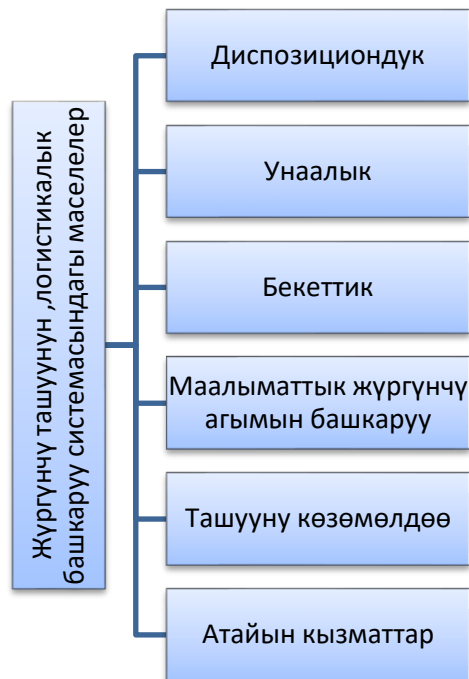 Жүргүнчү ташуунун ,логистикалык
башкаруу системасындагы маселелер
Диспозициондук
Унаалык
Бекеттик
Маалыматтык жүргүнчү
агымын башкаруу
Ташууну көзөмөлдөө
Атайын кызматтар